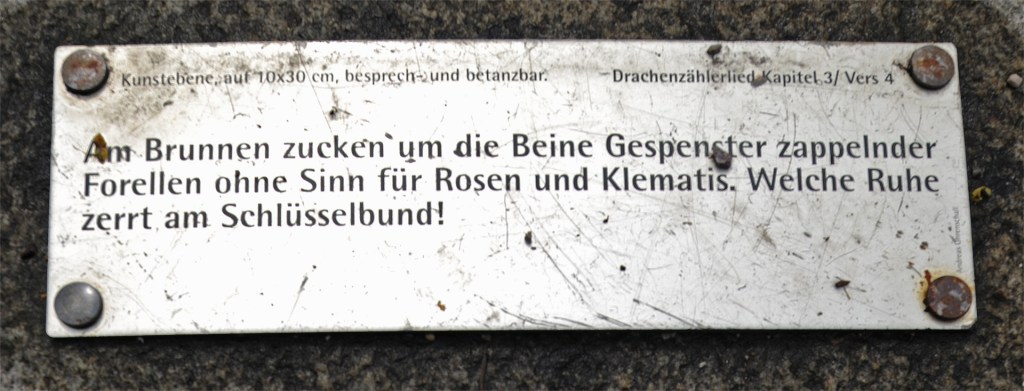 Kunstebene, auf 10x30 cm, besprech- und betanzbar. Drachenzählerlied Kapitel 3/ Vers 4
Am Brunnen zucken um die Beine Gespenster zappelnder
Forellen ohne Sinn für Rosen und Klematis. Welche Ruhe
zerrt am Schlüsselbund!